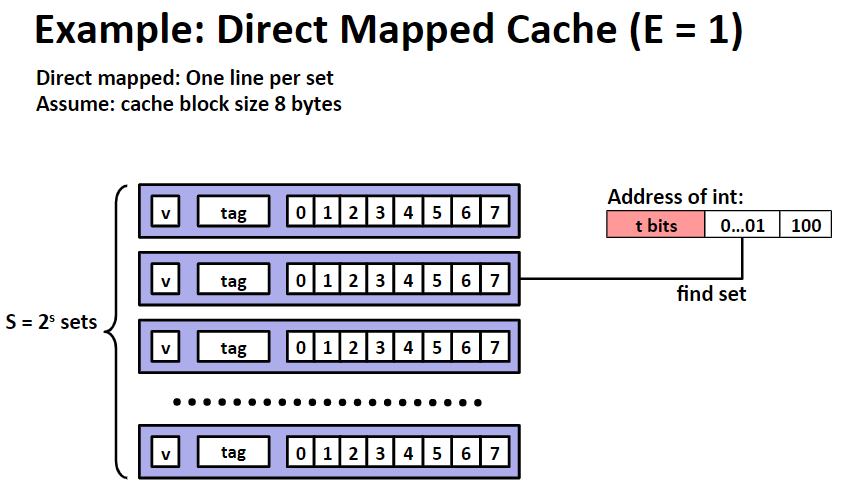 Example: Direct Mapped Cache (E = 1)
Direct mapped: One line per set
Assume: cache block size 8 bytes
v tag 0 1 2 3 4 5 6 7
Address of int:
t bits 0...01 100
v tag 0 1 2 3 4 5 6 7
find set
S = 2ˢ sets
v tag 0 1 2 3 4 5 6 7
v tag 0 1 2 3 4 5 6 7